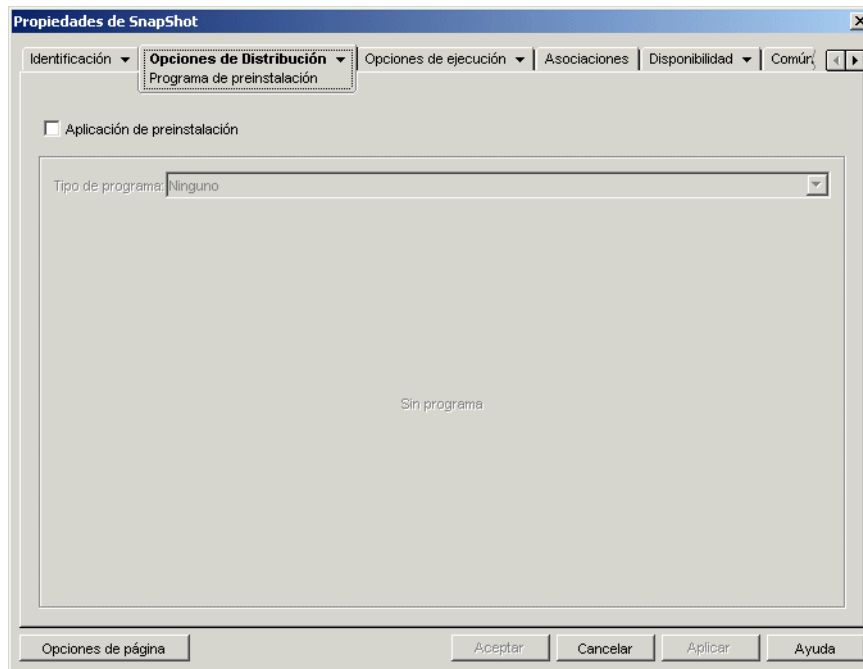 Propiedades de SnapShot
Identificación Opciones de Distribución Opciones de ejecución Asociaciones Disponibilidad Común
Programa de preinstalación
Aplicación de preinstalación
Tipo de programa: Ninguno
Sin programa
Opciones de página Aceptar Cancelar Aplicar Ayuda